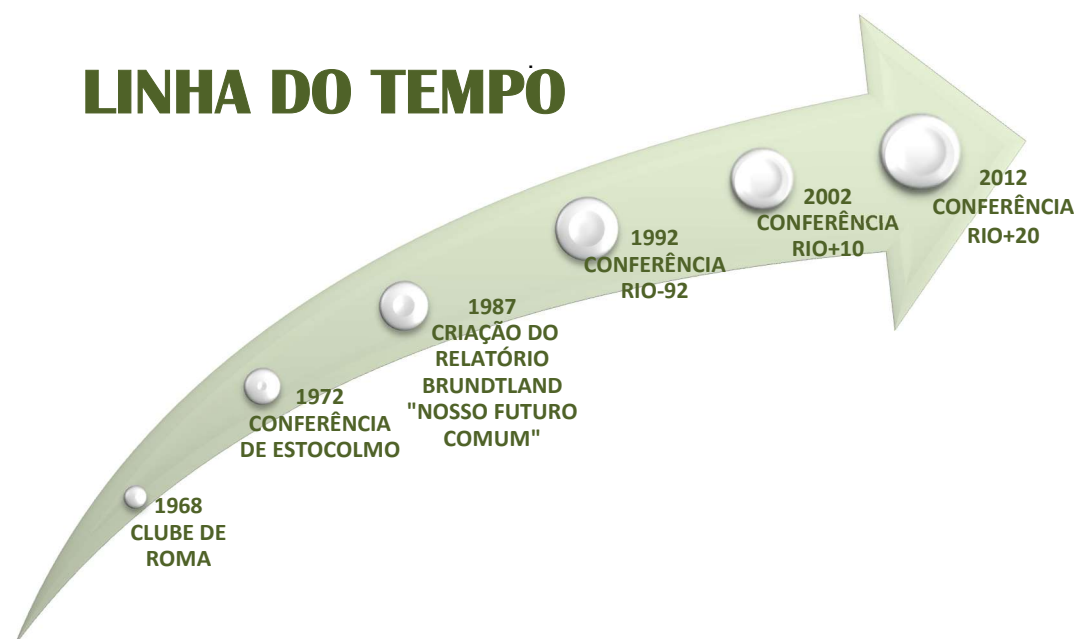 LINHA DO TEMPO
1968
CLUBE DE
ROMA
1972
CONFERÊNCIA
DE ESTOCOLMO
1987
CRIAÇÃO DO
RELATÓRIO
BRUNDTLAND
"NOSSO FUTURO
COMUM"
1992
CONFERÊNCIA
RIO-92
2002
CONFERÊNCIA
RIO+10
2012
CONFERÊNCIA
RIO+20